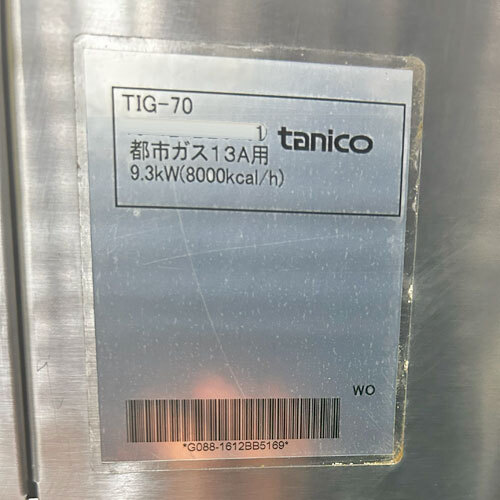 TIG-70
tanico
都市ガス13A用
9.3kW(8000kcal/h)
WO
*G088-1612BB5169*